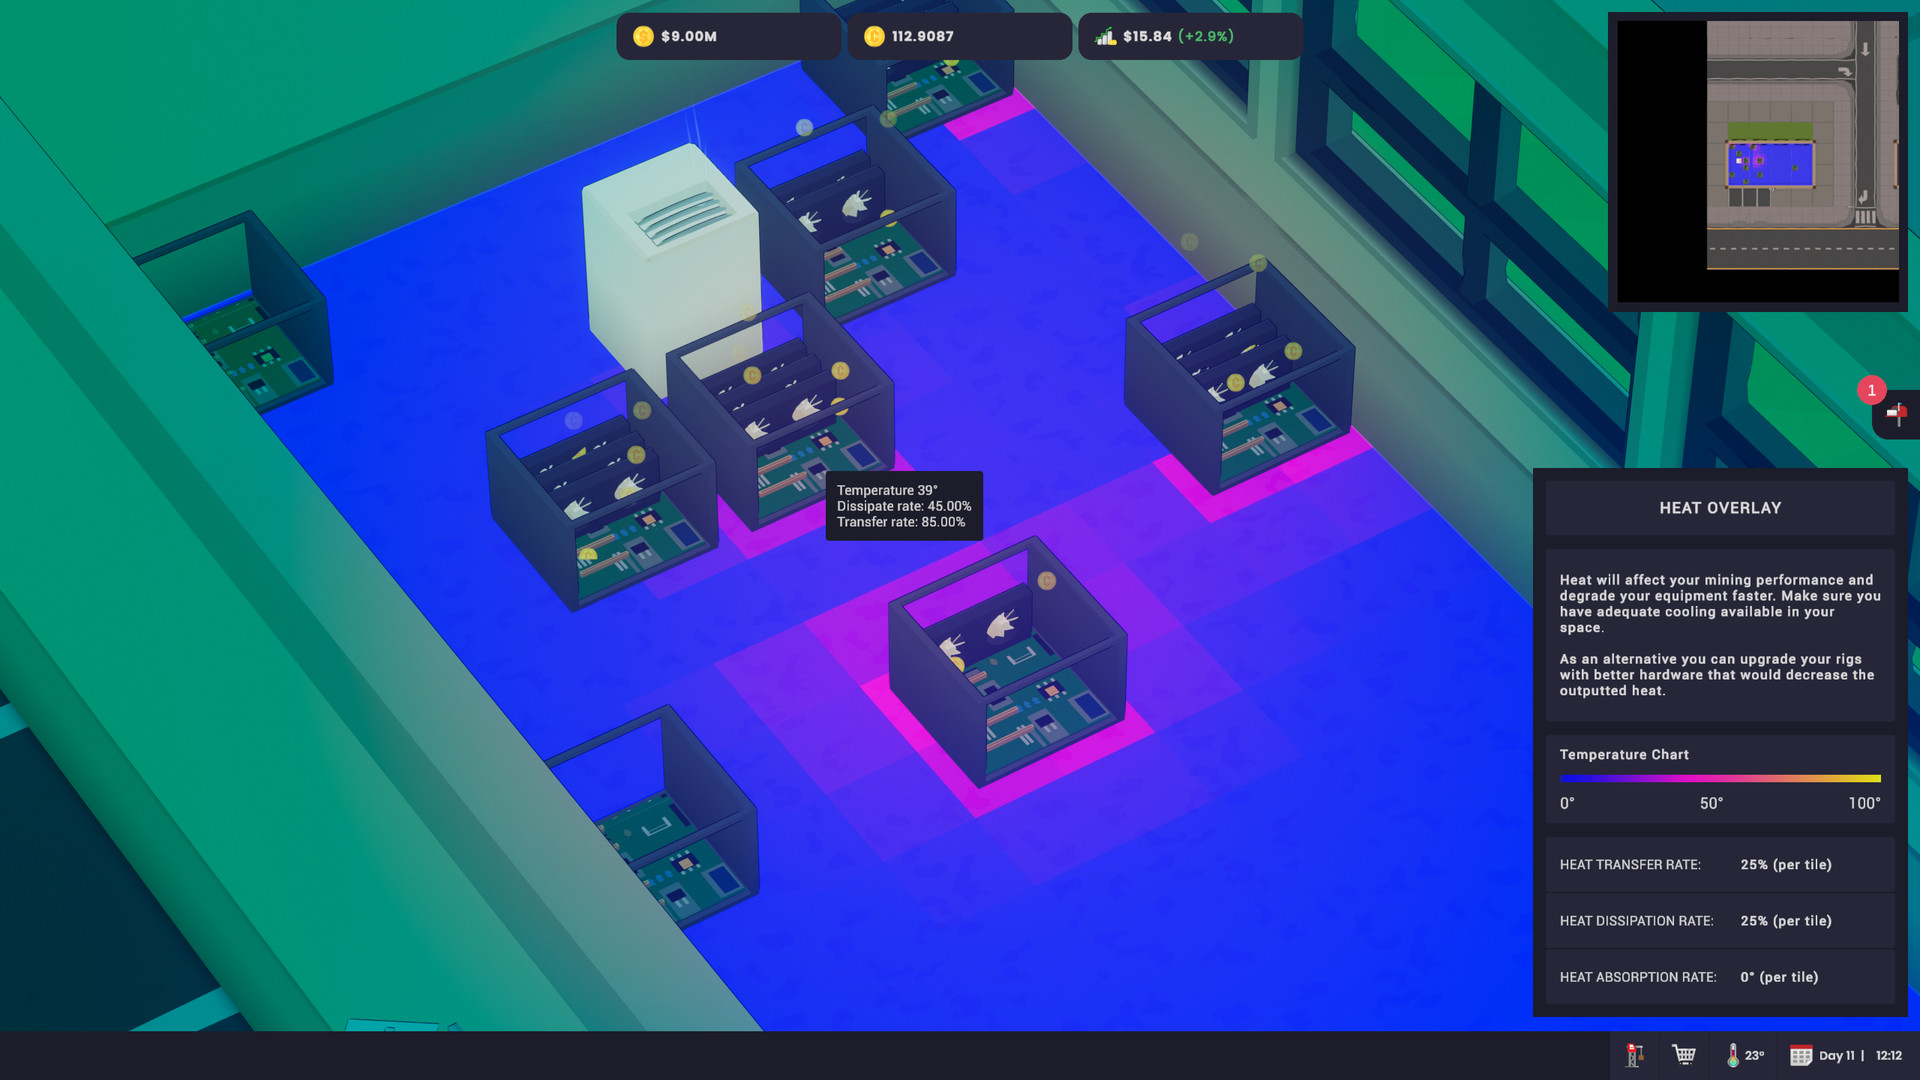 $9.00M
112.9087
$15.84 (+2.9%)
1
Temperature 39°
Dissipate rate: 45.00%
Transfer rate: 85.00%
HEAT OVERLAY
Heat will affect your mining performance and
degrade your equipment faster. Make sure you
have adequate cooling available in your
space.
As an alternative you can upgrade your rigs
with better hardware that would decrease the
outputted heat.
Temperature Chart
0° 50° 100°
HEAT TRANSFER RATE: 25% (per tile)
HEAT DISSIPATION RATE: 25% (per tile)
HEAT ABSORPTION RATE: 0° (per tile)
23° Day 11 | 12:12